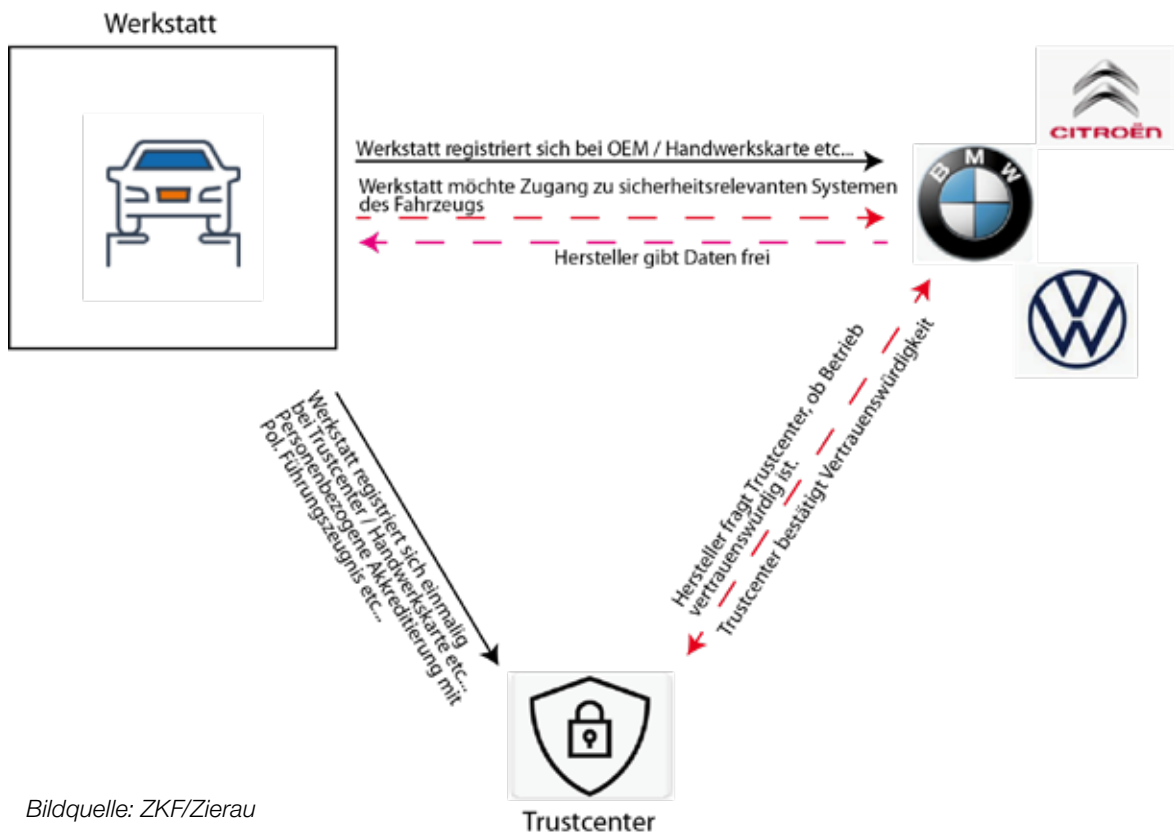 Werkstatt
CITROËN
BMW
Werkstatt registriert sich bei OEM / Handwerkskarte etc...
Werkstatt möchte Zugang zu sicherheitsrelevanten Systemen
des Fahrzeugs
Hersteller gibt Daten frei
Hersteller fragt Trustcenter, ob Betrieb
vertrauenswürdig ist.
Trustcenter bestätigt Vertrauenswürdigkeit
Werkstatt registriert sich einmalig
bei Trustcenter / Handwerkskarte etc...
Personenbezogene Akkreditierung mit
Pol. Führungszeugnis etc...
Bildquelle: ZKF/Zierau
Trustcenter